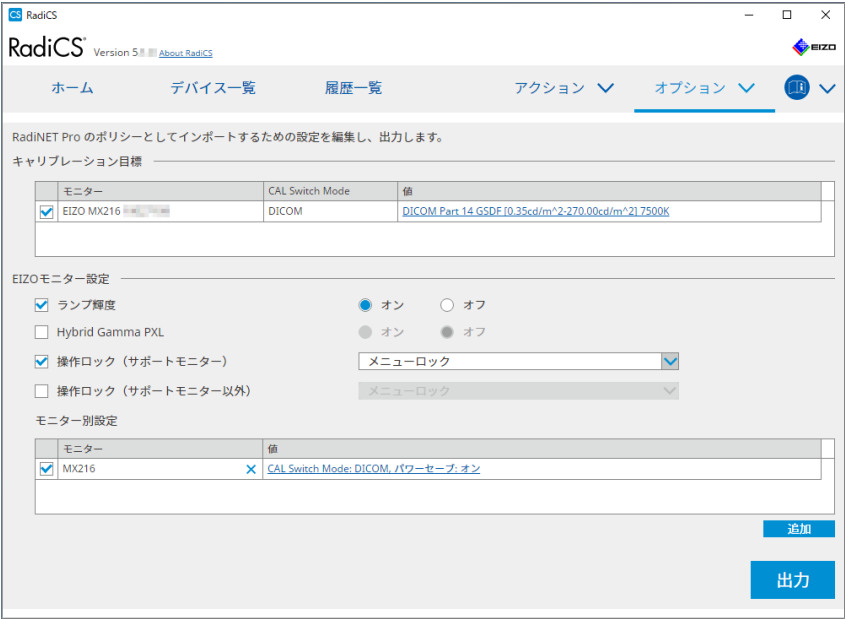 CS RadiCS
RadiCS Version 5. About RadiCS EIZO
ホーム デバイス一覧 履歴一覧 アクション オプション
RadiNET Pro のポリシーとしてインポートするための設定を編集し、出力します。
キャリブレーション目標
モニター CAL Switch Mode 値
EIZO MX216 DICOM DICOM Part 14 GSDF [0.35cd/m^2-270.00cd/m^2] 7500K
EIZOモニター設定
ランプ輝度 オン オフ
Hybrid Gamma PXL オン オフ
操作ロック（サポートモニター） メニューロック
操作ロック（サポートモニター以外） メニューロック
モニター別設定
モニター 値
MX216 CAL Switch Mode: DICOM, パワーセーブ: オン
追加
出力